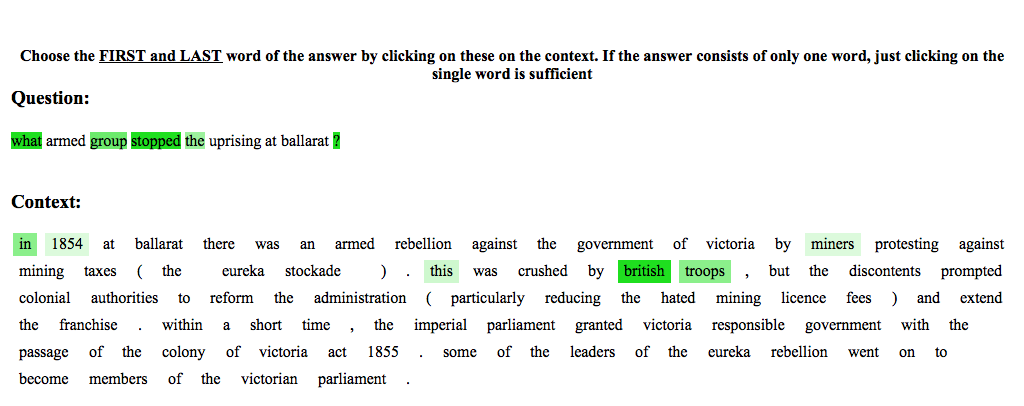 Choose the FIRST and LAST word of the answer by clicking on these on the context. If the answer consists of only one word, just clicking on the
single word is sufficient
Question:
what armed group stopped the uprising at ballarat ?
Context:
in 1854 at ballarat there was an armed rebellion against the government of victoria by miners protesting against
mining taxes ( the eureka stockade ) . this was crushed by british troops , but the discontents prompted
colonial authorities to reform the administration ( particularly reducing the hated mining licence fees ) and extend
the franchise . within a short time , the imperial parliament granted victoria responsible government with the
passage of the colony of victoria act 1855 . some of the leaders of the eureka rebellion went on to
become members of the victorian parliament .